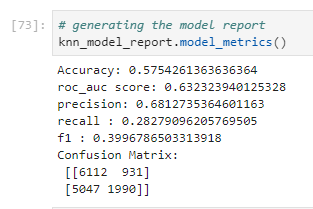 [73]: # generating the model report
knn_model_report.model_metrics()
Accuracy: 0.5754261363636364
roc_auc score: 0.632323940125328
precision: 0.6812735364601163
recall : 0.28279096205769505
f1 : 0.3996786503313918
Confusion Matrix:
[[6112 931]
[5047 1990]]